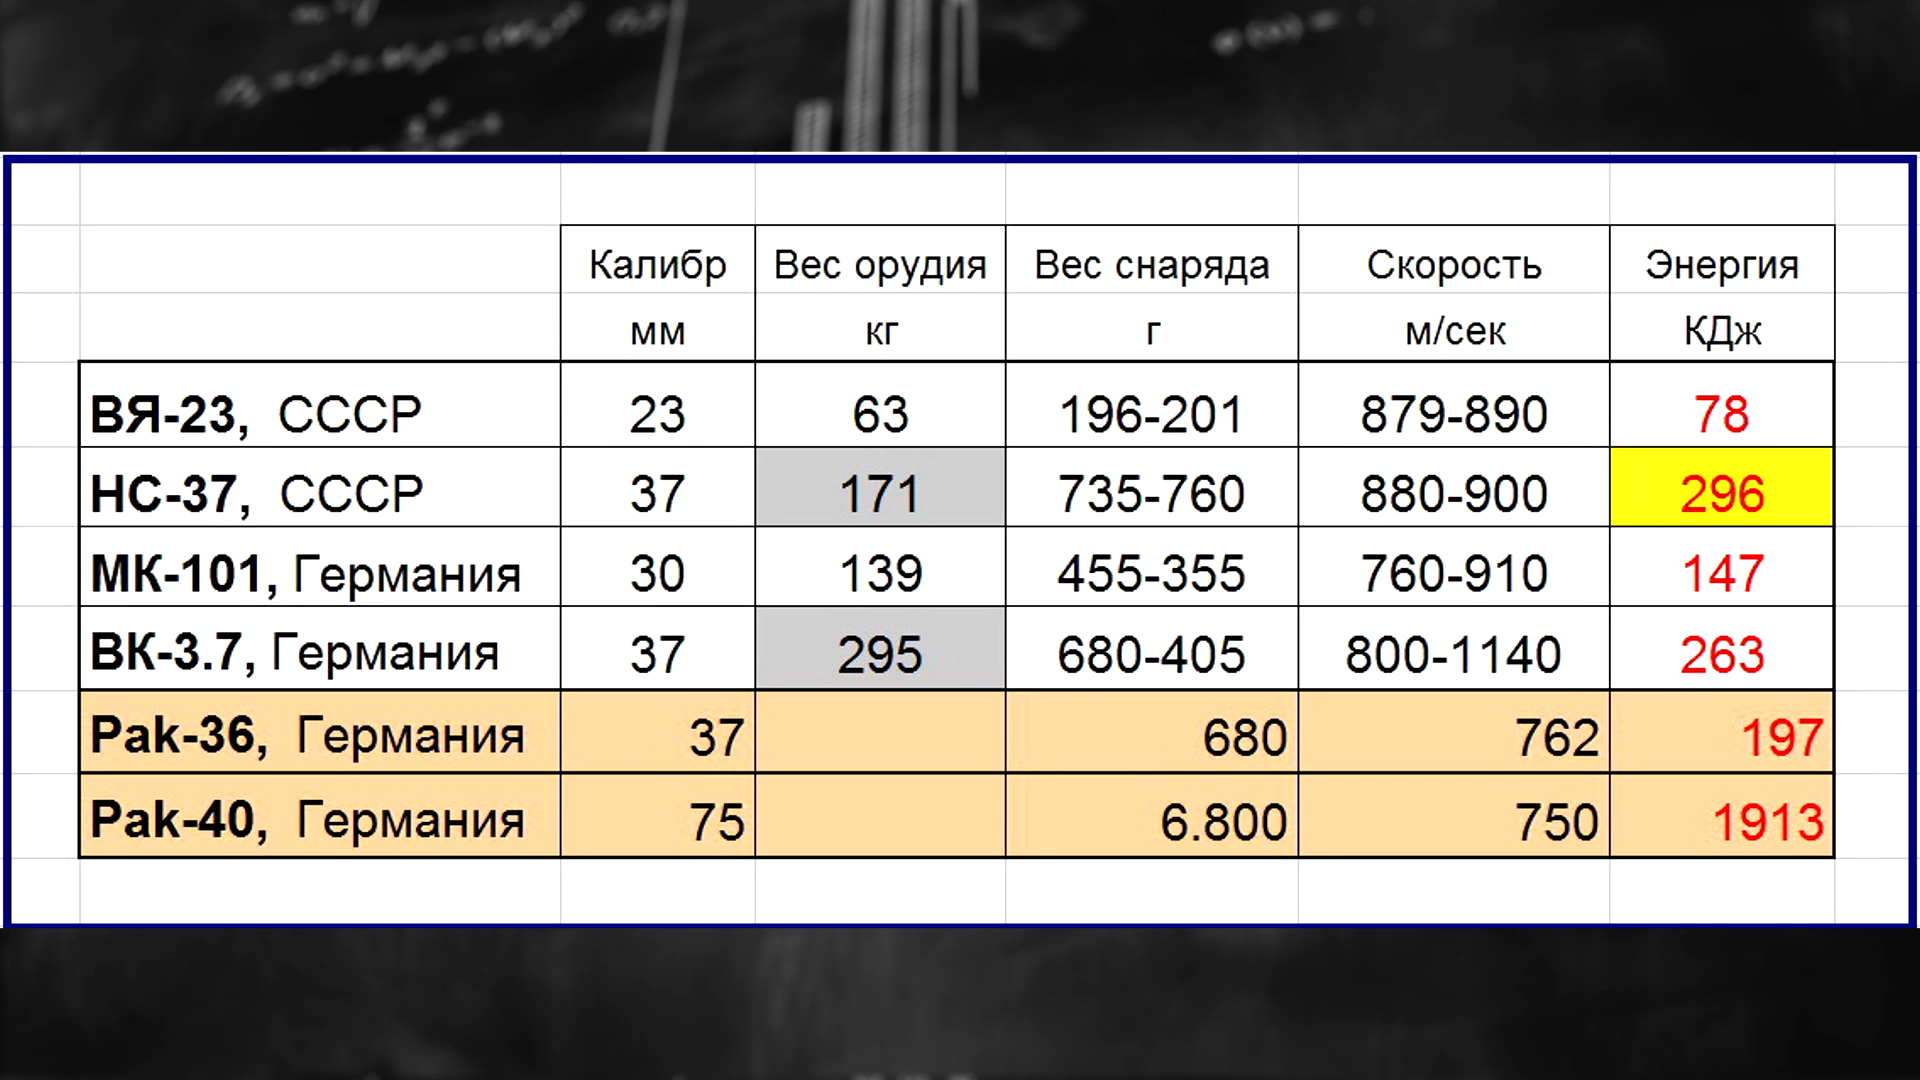 Калибр Вес орудия Вес снаряда Скорость Энергия
мм кг г м/сек КДж
ВЯ-23, СССР 23 63 196-201 879-890 78
НС-37, СССР 37 171 735-760 880-900 296
МК-101, Германия 30 139 455-355 760-910 147
ВК-3.7, Германия 37 295 680-405 800-1140 263
Pak-36, Германия 37 680 762 197
Pak-40, Германия 75 6.800 750 1913